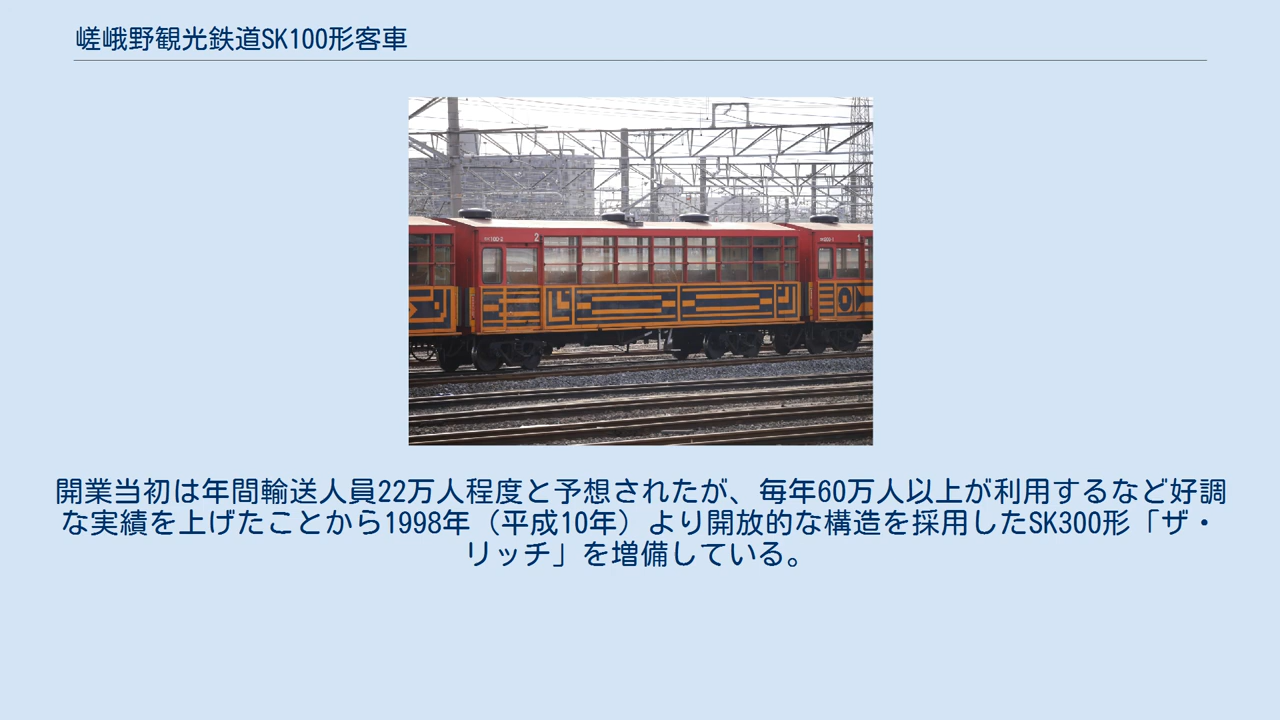 嵯峨野観光鉄道SK100形客車
2
開業当初は年間輸送人員22万人程度と予想されたが、毎年60万人以上が利用するなど好調
な実績を上げたことから1998年（平成10年）より開放的な構造を採用したSK300形「ザ・
リッチ」を増備している。